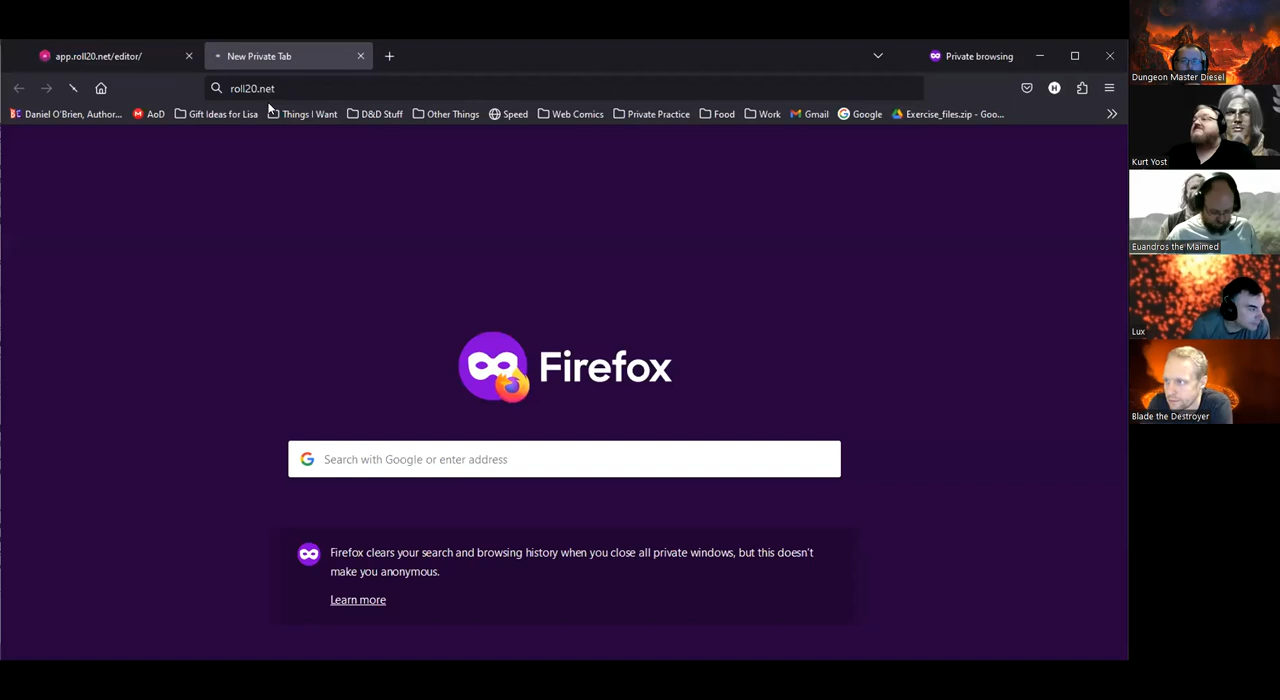 app.roll20.net/editor/
New Private Tab
Private browsing
roll20.net
Daniel O'Brien, Author...
AoD
Gift Ideas for Lisa
Things I Want
D&D Stuff
Other Things
Speed
Web Comics
Private Practice
Food
Work
Gmail
Google
Exercise_files.zip - Goo...
Firefox
Search with Google or enter address
Firefox clears your search and browsing history when you close all private windows, but this doesn't
make you anonymous.
Learn more
Dungeon Master Diesel
Kurt Yost
Euandros the Maimed
Lux
Blade the Destroyer